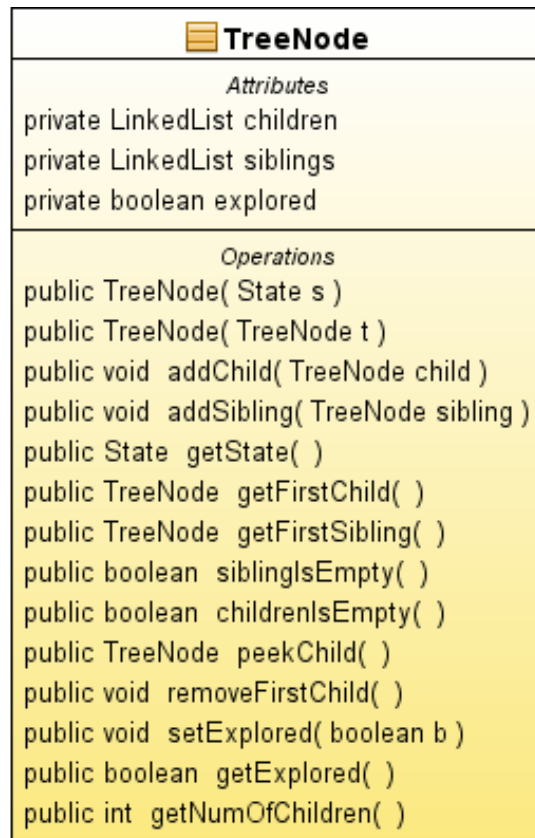 TreeNode
Attributes
private LinkedList children
private LinkedList siblings
private boolean explored
Operations
public TreeNode( State s )
public TreeNode( TreeNode t )
public void addChild( TreeNode child )
public void addSibling( TreeNode sibling )
public State getState( )
public TreeNode getFirstChild( )
public TreeNode getFirstSibling( )
public boolean siblingIsEmpty( )
public boolean childrenIsEmpty( )
public TreeNode peekChild( )
public void removeFirstChild( )
public void setExplored( boolean b )
public boolean getExplored( )
public int getNumOfChildren( )